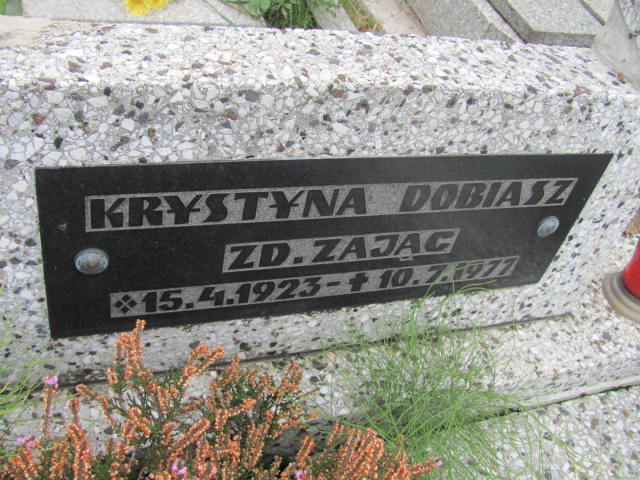 KRYSTYNA DOBIASZ
ZD. ZAJĄC
* 15.4.1923 - † 10.7.1977